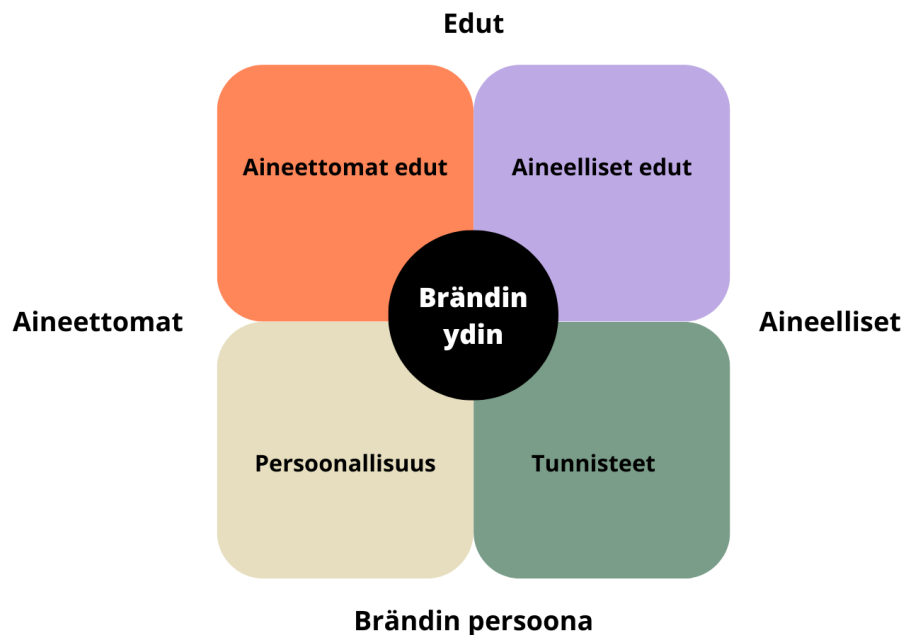 Edut
Aineettomat edut
Aineelliset edut
Brändin
ydin
Aineettomat
Aineelliset
Persoonallisuus
Tunnisteet
Brändin persoona